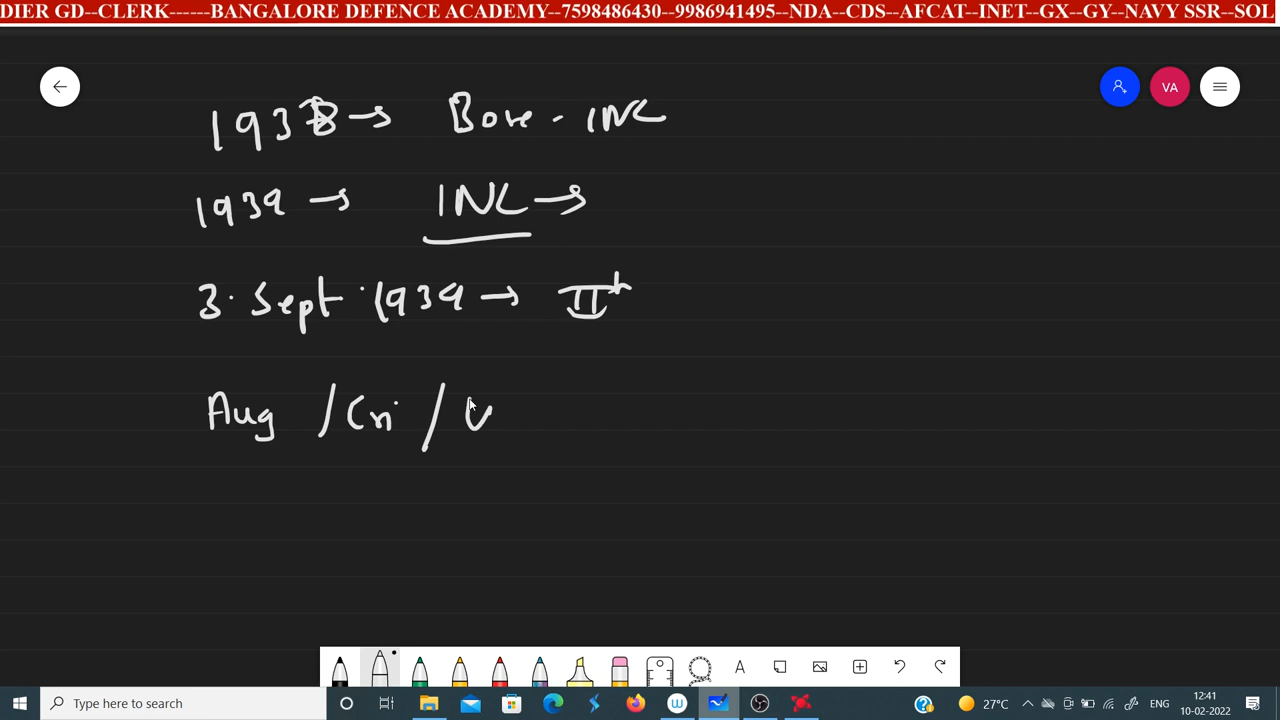 DIER GD--CLERK------BANGALORE DEFENCE ACADEMY--7598486430--9986941495--NDA--CDS--AFCAT--INET--GX--GY--NAVY SSR--SOL
VA
1938 → Bose - INC
1939 → INC →
3. Sept. 1939 → II
Aug / Cri /
A
Type here to search
27°C
ENG
12:41
10-02-2022